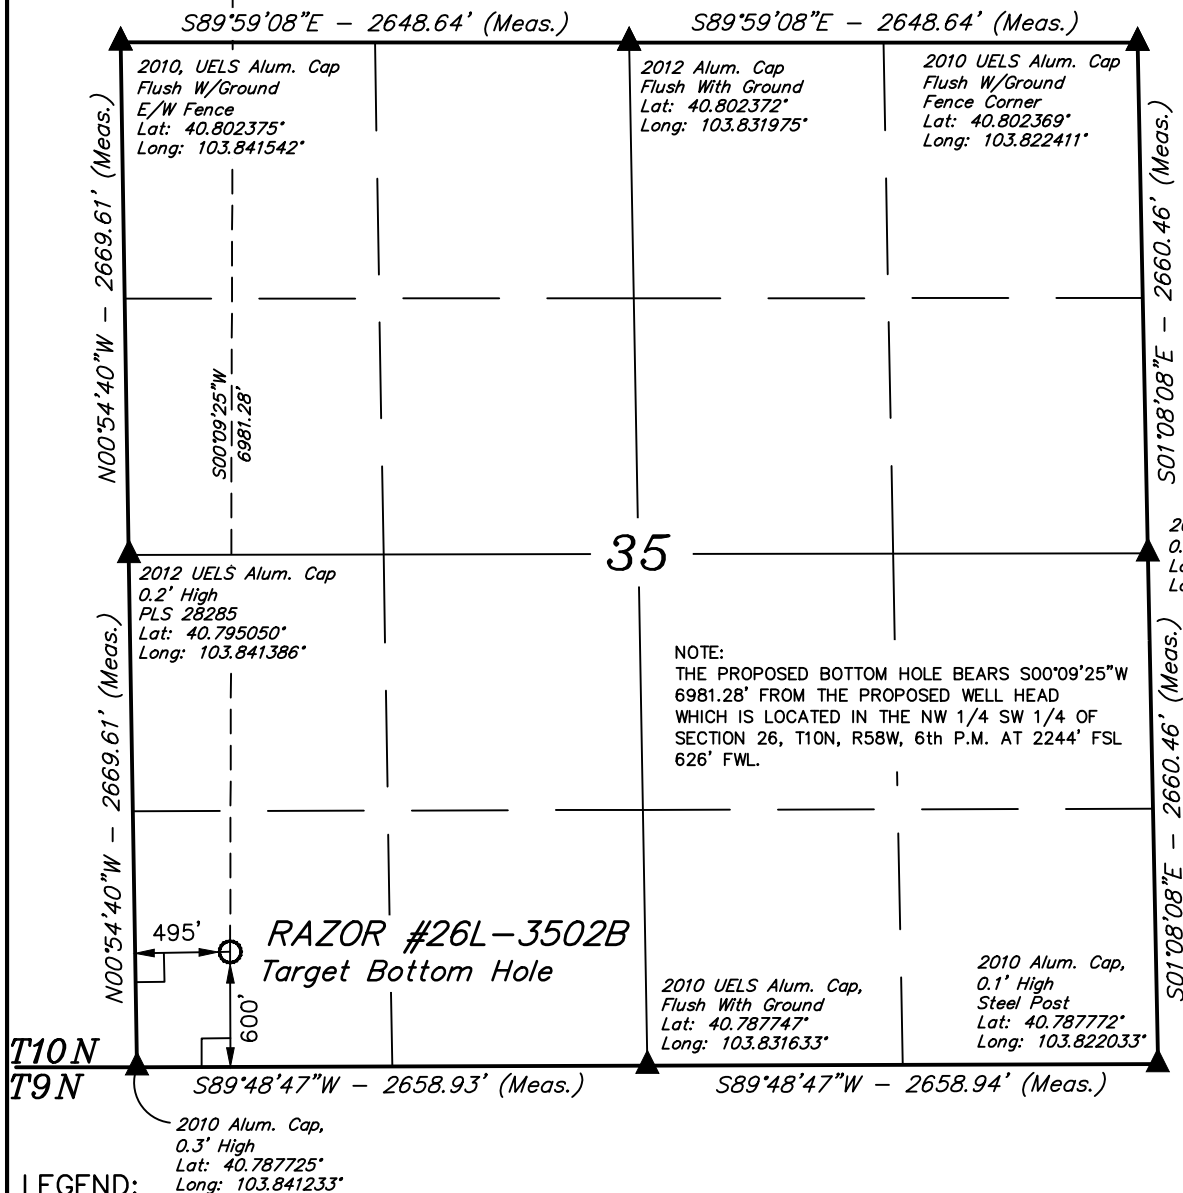 S89°59'08"E – 2648.64' (Meas.)
S89°59'08"E – 2648.64' (Meas.)
2010, UELS Alum. Cap
Flush W/Ground
E/W Fence
Lat: 40.802375°
Long: 103.841542°
2012 Alum. Cap
Flush With Ground
Lat: 40.802372°
Long: 103.831975°
2010 UELS Alum. Cap
Flush W/Ground
Fence Corner
Lat: 40.802369°
Long: 103.822411°
N00°54'40"W – 2669.61' (Meas.)
S00°09'25"W
6981.28'
S01°08'08"E – 2660.46' (Meas.)
35
2012 UELS Alum. Cap
0.2' High
PLS 28285
Lat: 40.795050°
Long: 103.841386°
NOTE:
THE PROPOSED BOTTOM HOLE BEARS S00°09'25"W
6981.28' FROM THE PROPOSED WELL HEAD
WHICH IS LOCATED IN THE NW 1/4 SW 1/4 OF
SECTION 26, T10N, R58W, 6th P.M. AT 2244' FSL
626' FWL.
N00°54'40"W – 2669.61' (Meas.)
S01°08'08"E – 2660.46' (Meas.)
495'
RAZOR #26L–3502B
Target Bottom Hole
600'
2010 UELS Alum. Cap,
Flush With Ground
Lat: 40.787747°
Long: 103.831633°
2010 Alum. Cap,
0.1' High
Steel Post
Lat: 40.787772°
Long: 103.822033°
T10N
T9N
S89°48'47"W – 2658.93' (Meas.)
S89°48'47"W – 2658.94' (Meas.)
2010 Alum. Cap,
0.3' High
Lat: 40.787725°
Long: 103.841233°
LEGEND: